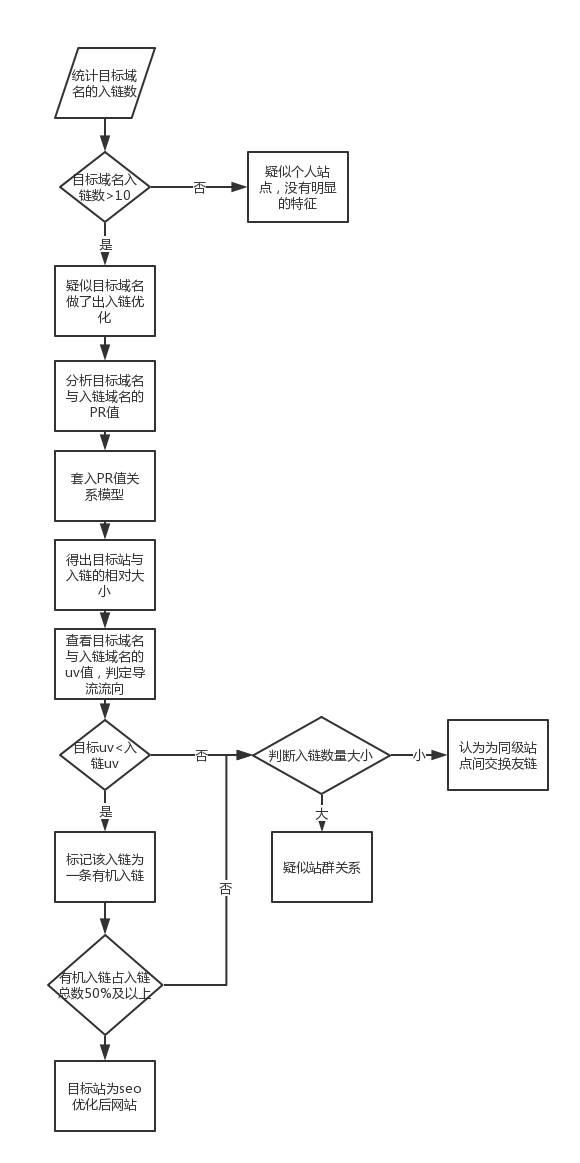 统计目标域
名的入链数
目标域名入
链数>10
否
疑似个人站
点，没有明显
的特征
是
疑似目标域名
做了出入链优
化
分析目标域名
与入链域名的
PR值
套入PR值关
系模型
得出目标站与
入链的相对大
小
查看目标域名
与入链域名的
uv值，判定导
流流向
目标uv<入
链uv
否
判断入链数量大小
小
认为为同级站
点间交换友链
是
大
标记该入链为
一条有机入链
疑似站群关系
否
有机入链占入链
总数50%及以上
目标站为seo
优化后网站